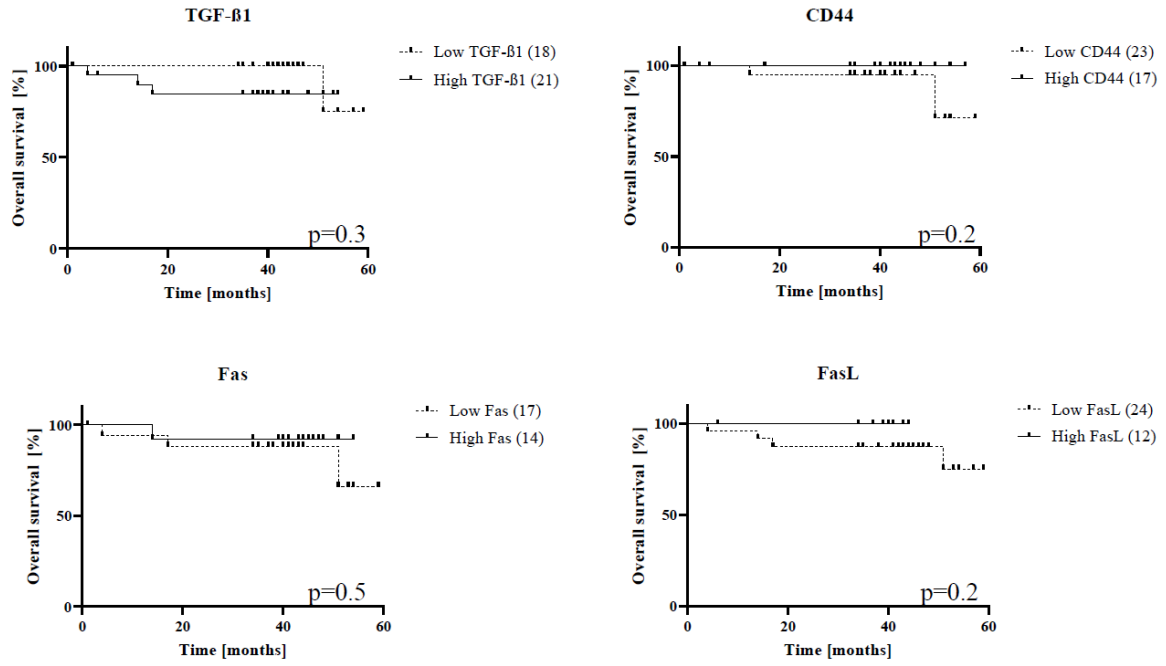 TGF-ß1
Overall survival [%]
100
50
0
0 20 40 60
Time [months]
Low TGF-ß1 (18)
High TGF-ß1 (21)
p=0.3
CD44
Overall survival [%]
100
50
0
0 20 40 60
Time [months]
Low CD44 (23)
High CD44 (17)
p=0.2
Fas
Overall survival [%]
100
50
0
0 20 40 60
Time [months]
Low Fas (17)
High Fas (14)
p=0.5
FasL
Overall survival [%]
100
50
0
0 20 40 60
Time [months]
Low FasL (24)
High FasL (12)
p=0.2